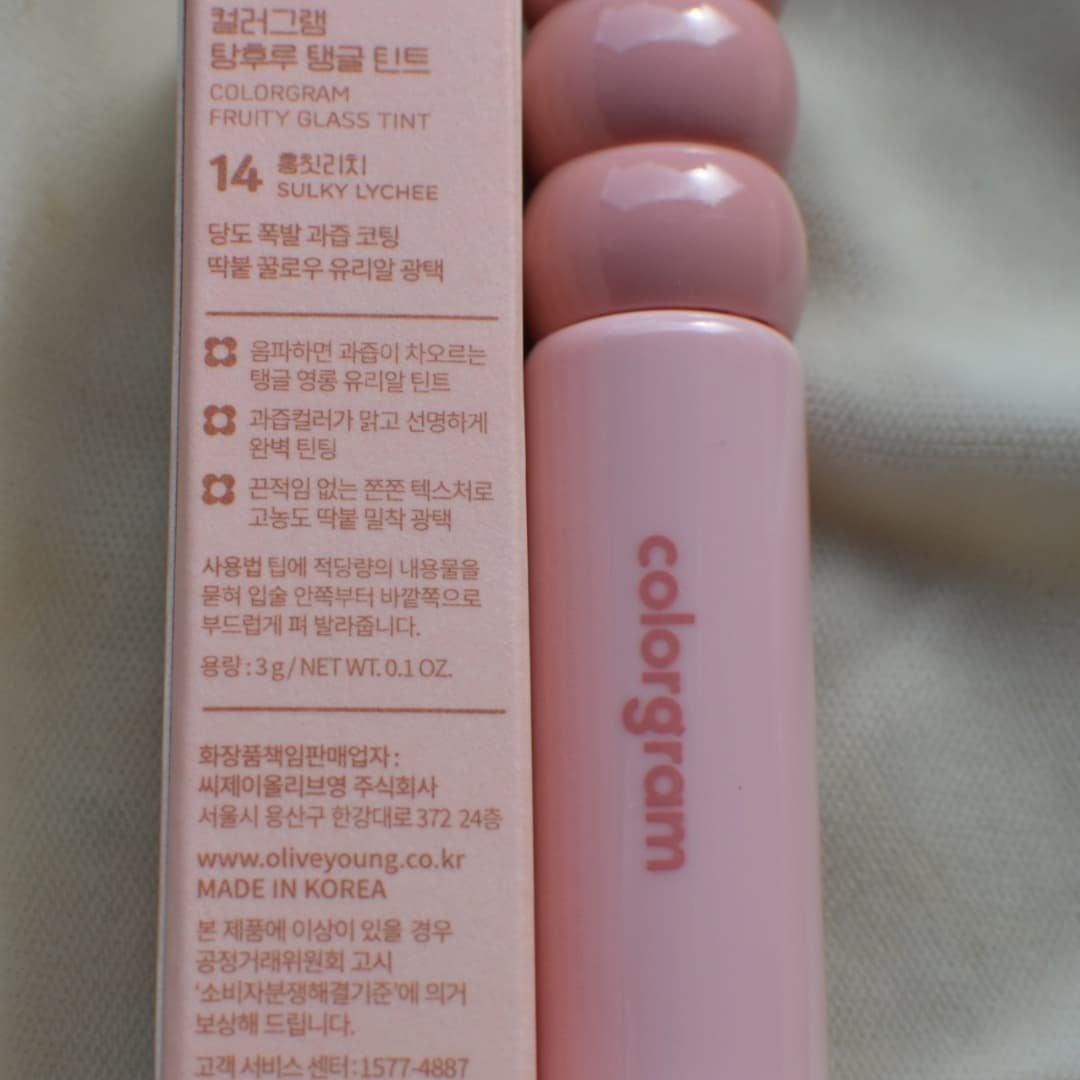 컬러그램
탕후루 탱글 틴트
COLORGRAM
FRUITY GLASS TINT
14 흥칫리치
SULKY LYCHEE
당도 폭발 과즙 코팅
딱붙 꿀로우 유리알 광택
음파하면 과즙이 차오르는
탱글 영롱 유리알 틴트
과즙컬러가 맑고 선명하게
완벽 틴팅
끈적임 없는 쫀쫀 텍스처로
고농도 딱붙 밀착 광택
사용법 팁에 적당량의 내용물을
묻혀 입술 안쪽부터 바깥쪽으로
부드럽게 펴 발라줍니다.
용량 : 3 g / NET WT. 0.1 OZ.
화장품책임판매업자 :
씨제이올리브영 주식회사
서울시 용산구 한강대로 372 24층
www.oliveyoung.co.kr
MADE IN KOREA
본 제품에 이상이 있을 경우
공정거래위원회 고시
‘소비자분쟁해결기준’에 의거
보상해 드립니다.
고객 서비스 센터 : 1577-4887
colorgram